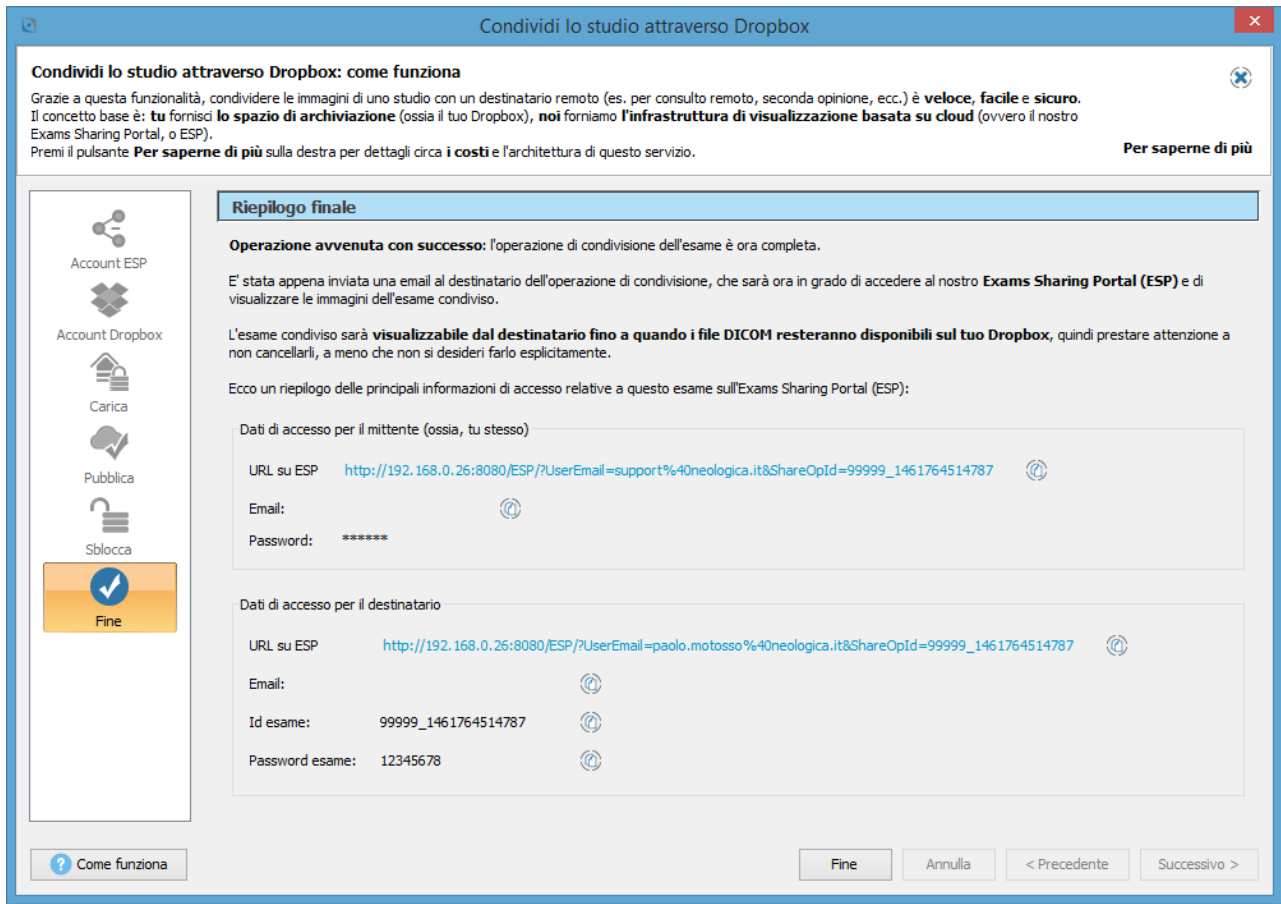 Condividi lo studio attraverso Dropbox
Condividi lo studio attraverso Dropbox: come funziona
Grazie a questa funzionalità, condividere le immagini di uno studio con un destinatario remoto (es. per consulto remoto, seconda opinione, ecc.) è veloce, facile e sicuro.
Il concetto base è: tu fornisci lo spazio di archiviazione (ossia il tuo Dropbox), noi forniamo l'infrastruttura di visualizzazione basata su cloud (ovvero il nostro
Exams Sharing Portal, o ESP).
Premi il pulsante Per saperne di più sulla destra per dettagli circa i costi e l'architettura di questo servizio.
Per saperne di più
Account ESP
Account Dropbox
Carica
Pubblica
Sblocca
Fine
Riepilogo finale
Operazione avvenuta con successo: l'operazione di condivisione dell'esame è ora completa.
E' stata appena inviata una email al destinatario dell'operazione di condivisione, che sarà ora in grado di accedere al nostro Exams Sharing Portal (ESP) e di
visualizzare le immagini dell'esame condiviso.
L'esame condiviso sarà visualizzabile dal destinatario fino a quando i file DICOM resteranno disponibili sul tuo Dropbox, quindi prestare attenzione a
non cancellarli, a meno che non si desideri farlo esplicitamente.
Ecco un riepilogo delle principali informazioni di accesso relative a questo esame sull'Exams Sharing Portal (ESP):
Dati di accesso per il mittente (ossia, tu stesso)
URL su ESP http://192.168.0.26:8080/ESP/?UserEmail=support%40neologica.it&ShareOpId=99999_1461764514787
Email:
Password: ******
Dati di accesso per il destinatario
URL su ESP http://192.168.0.26:8080/ESP/?UserEmail=paolo.motosso%40neologica.it&ShareOpId=99999_1461764514787
Email:
Id esame: 99999_1461764514787
Password esame: 12345678
? Come funziona
Fine
Annulla
< Precedente
Successivo >